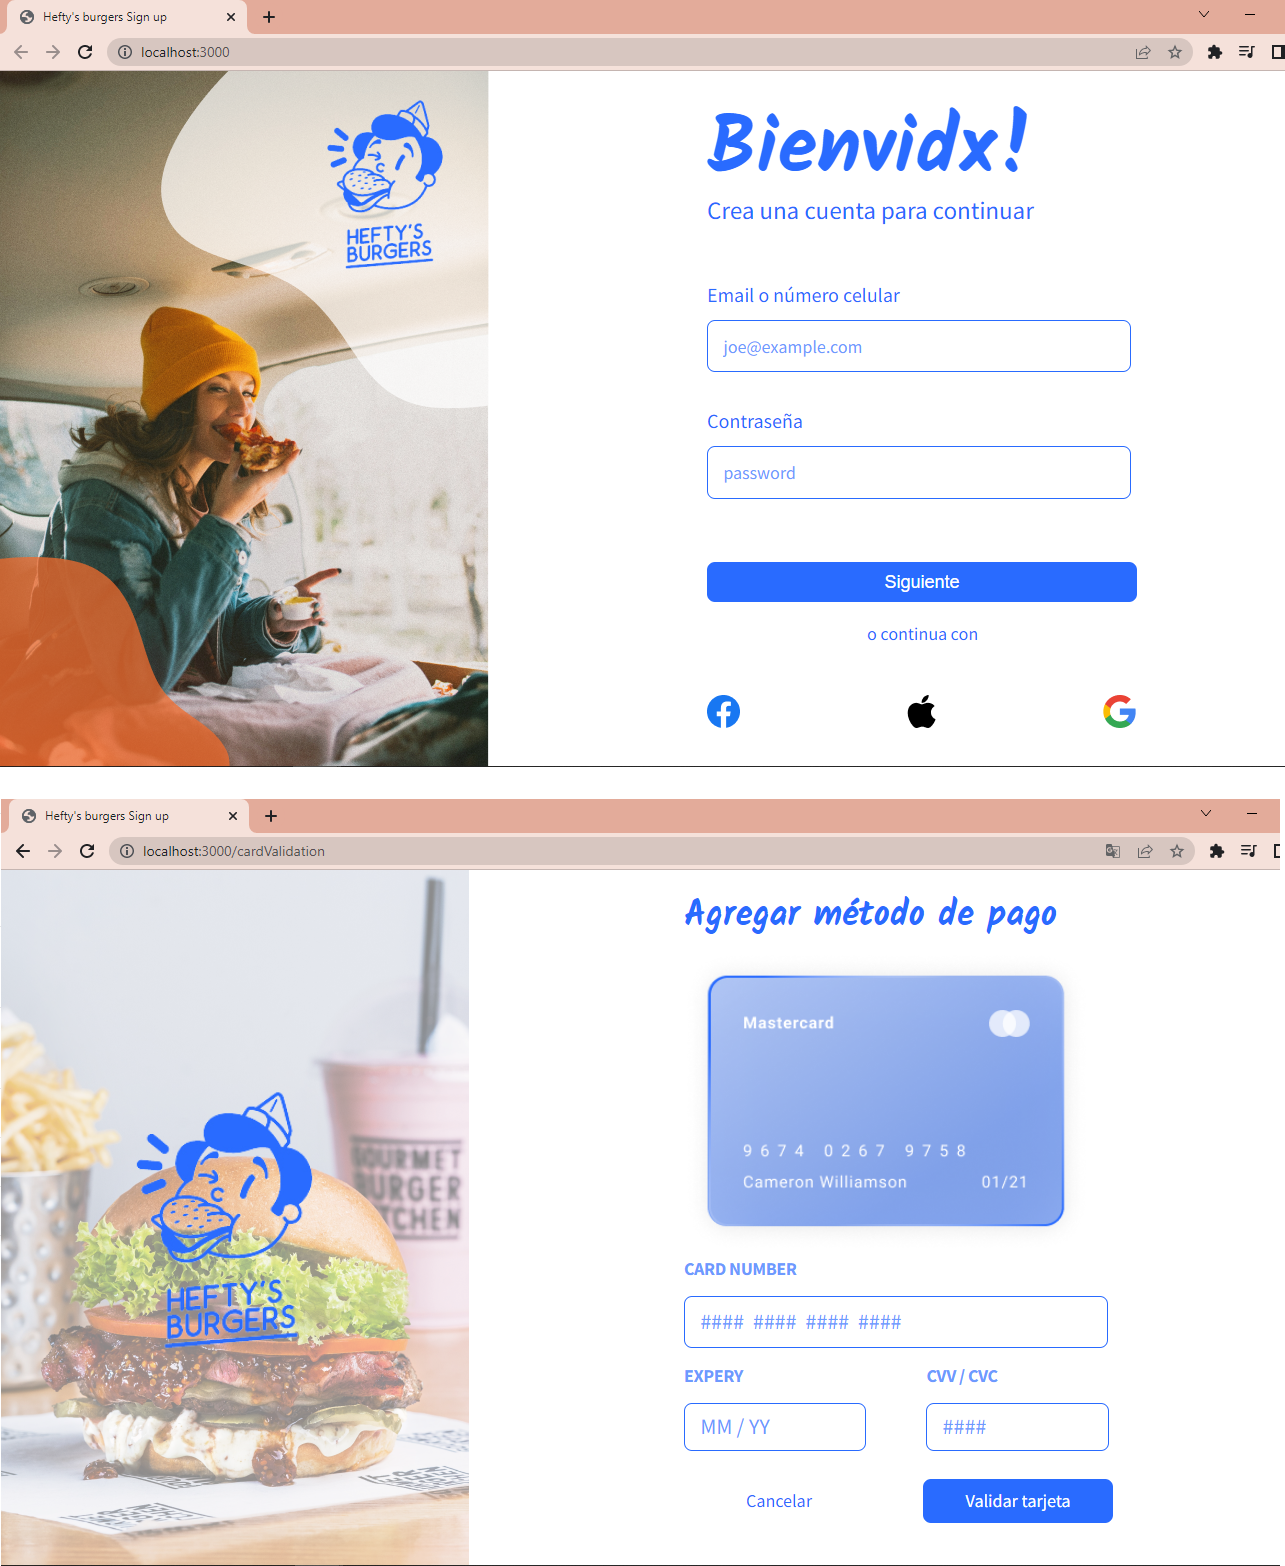 Hefty's burgers Sign up
localhost:3000
HEFTY'S
BURGERS
Bienvidx!
Crea una cuenta para continuar
Email o número celular
joe@example.com
Contraseña
password
Siguiente
o continua con
Hefty's burgers Sign up
localhost:3000/cardValidation
GOURMET
BURGER
KITCHEN
HEFTY'S
BURGERS
Agregar método de pago
Mastercard
9674 0267 9758
Cameron Williamson 01/21
CARD NUMBER
#### #### #### ####
EXPERY CVV / CVC
MM / YY ####
Cancelar Validar tarjeta